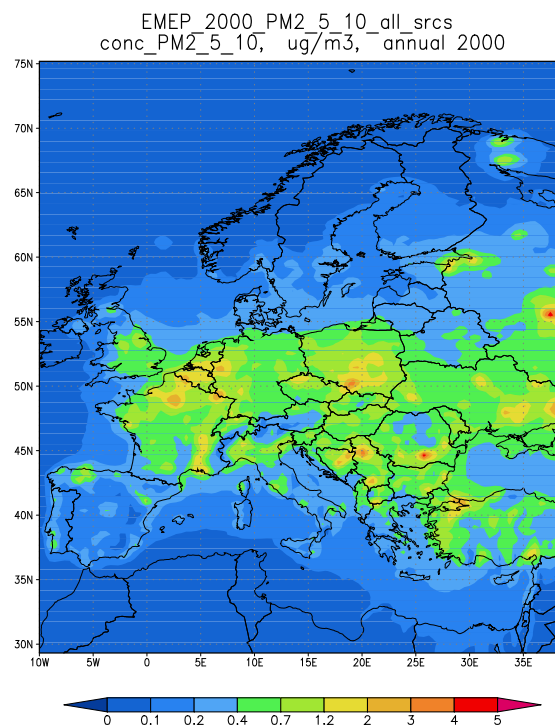 EMEP_2000_PM2_5_10_all_srcs
conc_PM2_5_10, ug/m3, annual 2000
75N
70N
65N
60N
55N
50N
45N
40N
35N
30N
10W 5W 0 5E 10E 15E 20E 25E 30E 35E
0 0.1 0.2 0.4 0.7 1.2 2 3 4 5